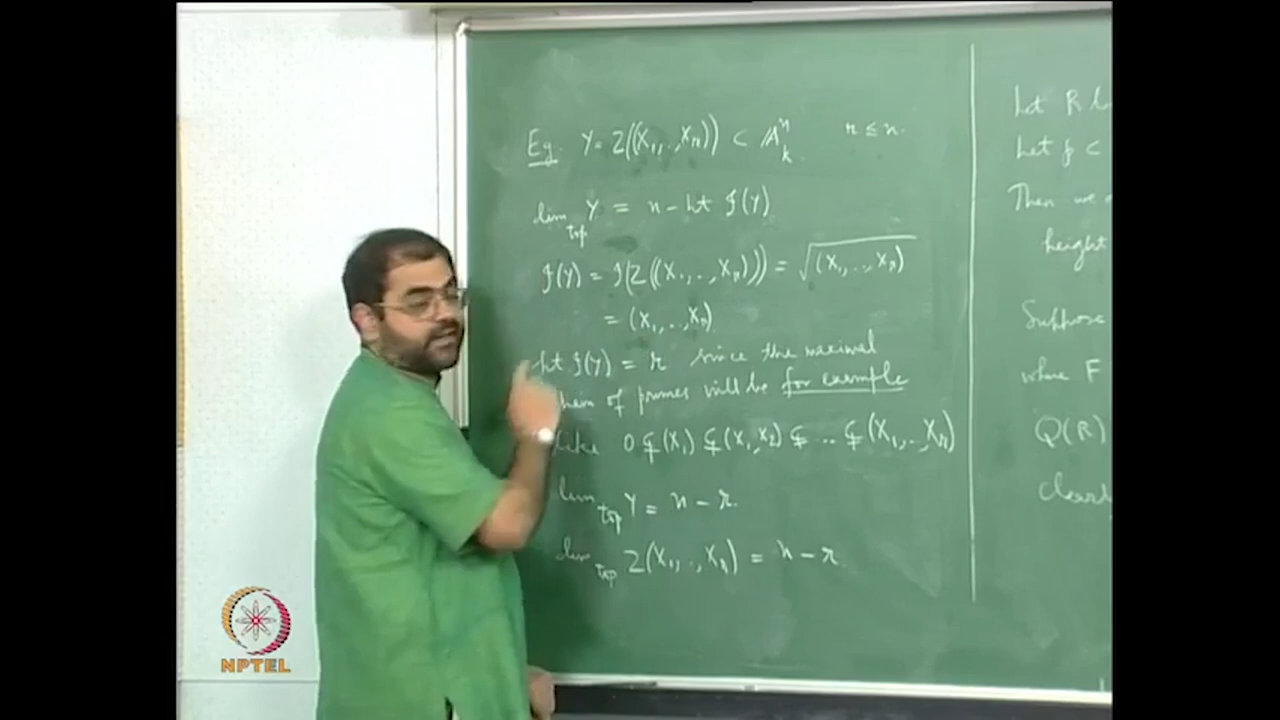 Eg. Y = Z((X₁,..,Xᵣ)) ⊂ 𝔸ⁿₖ. r ≤ n.
dim_top Y = n - ht 𝓘(Y)
𝓘(Y) = 𝓘(Z((X₁,..,Xᵣ))) = √(X₁,..,Xᵣ)
= (X₁,..,Xᵣ)
ht 𝓘(Y) = r since the maximal
chain of primes will be for example
like 0 ⊊ (X₁) ⊊ (X₁,X₂) ⊊ .. ⊊ (X₁,..,Xᵣ)
dim_top Y = n - r.
dim_top Z(X₁,..,Xᵣ) = n - r.
Let R
Let 𝔭 ⊂
Then we
height
Suppose
where F
Q(R)
NPTEL